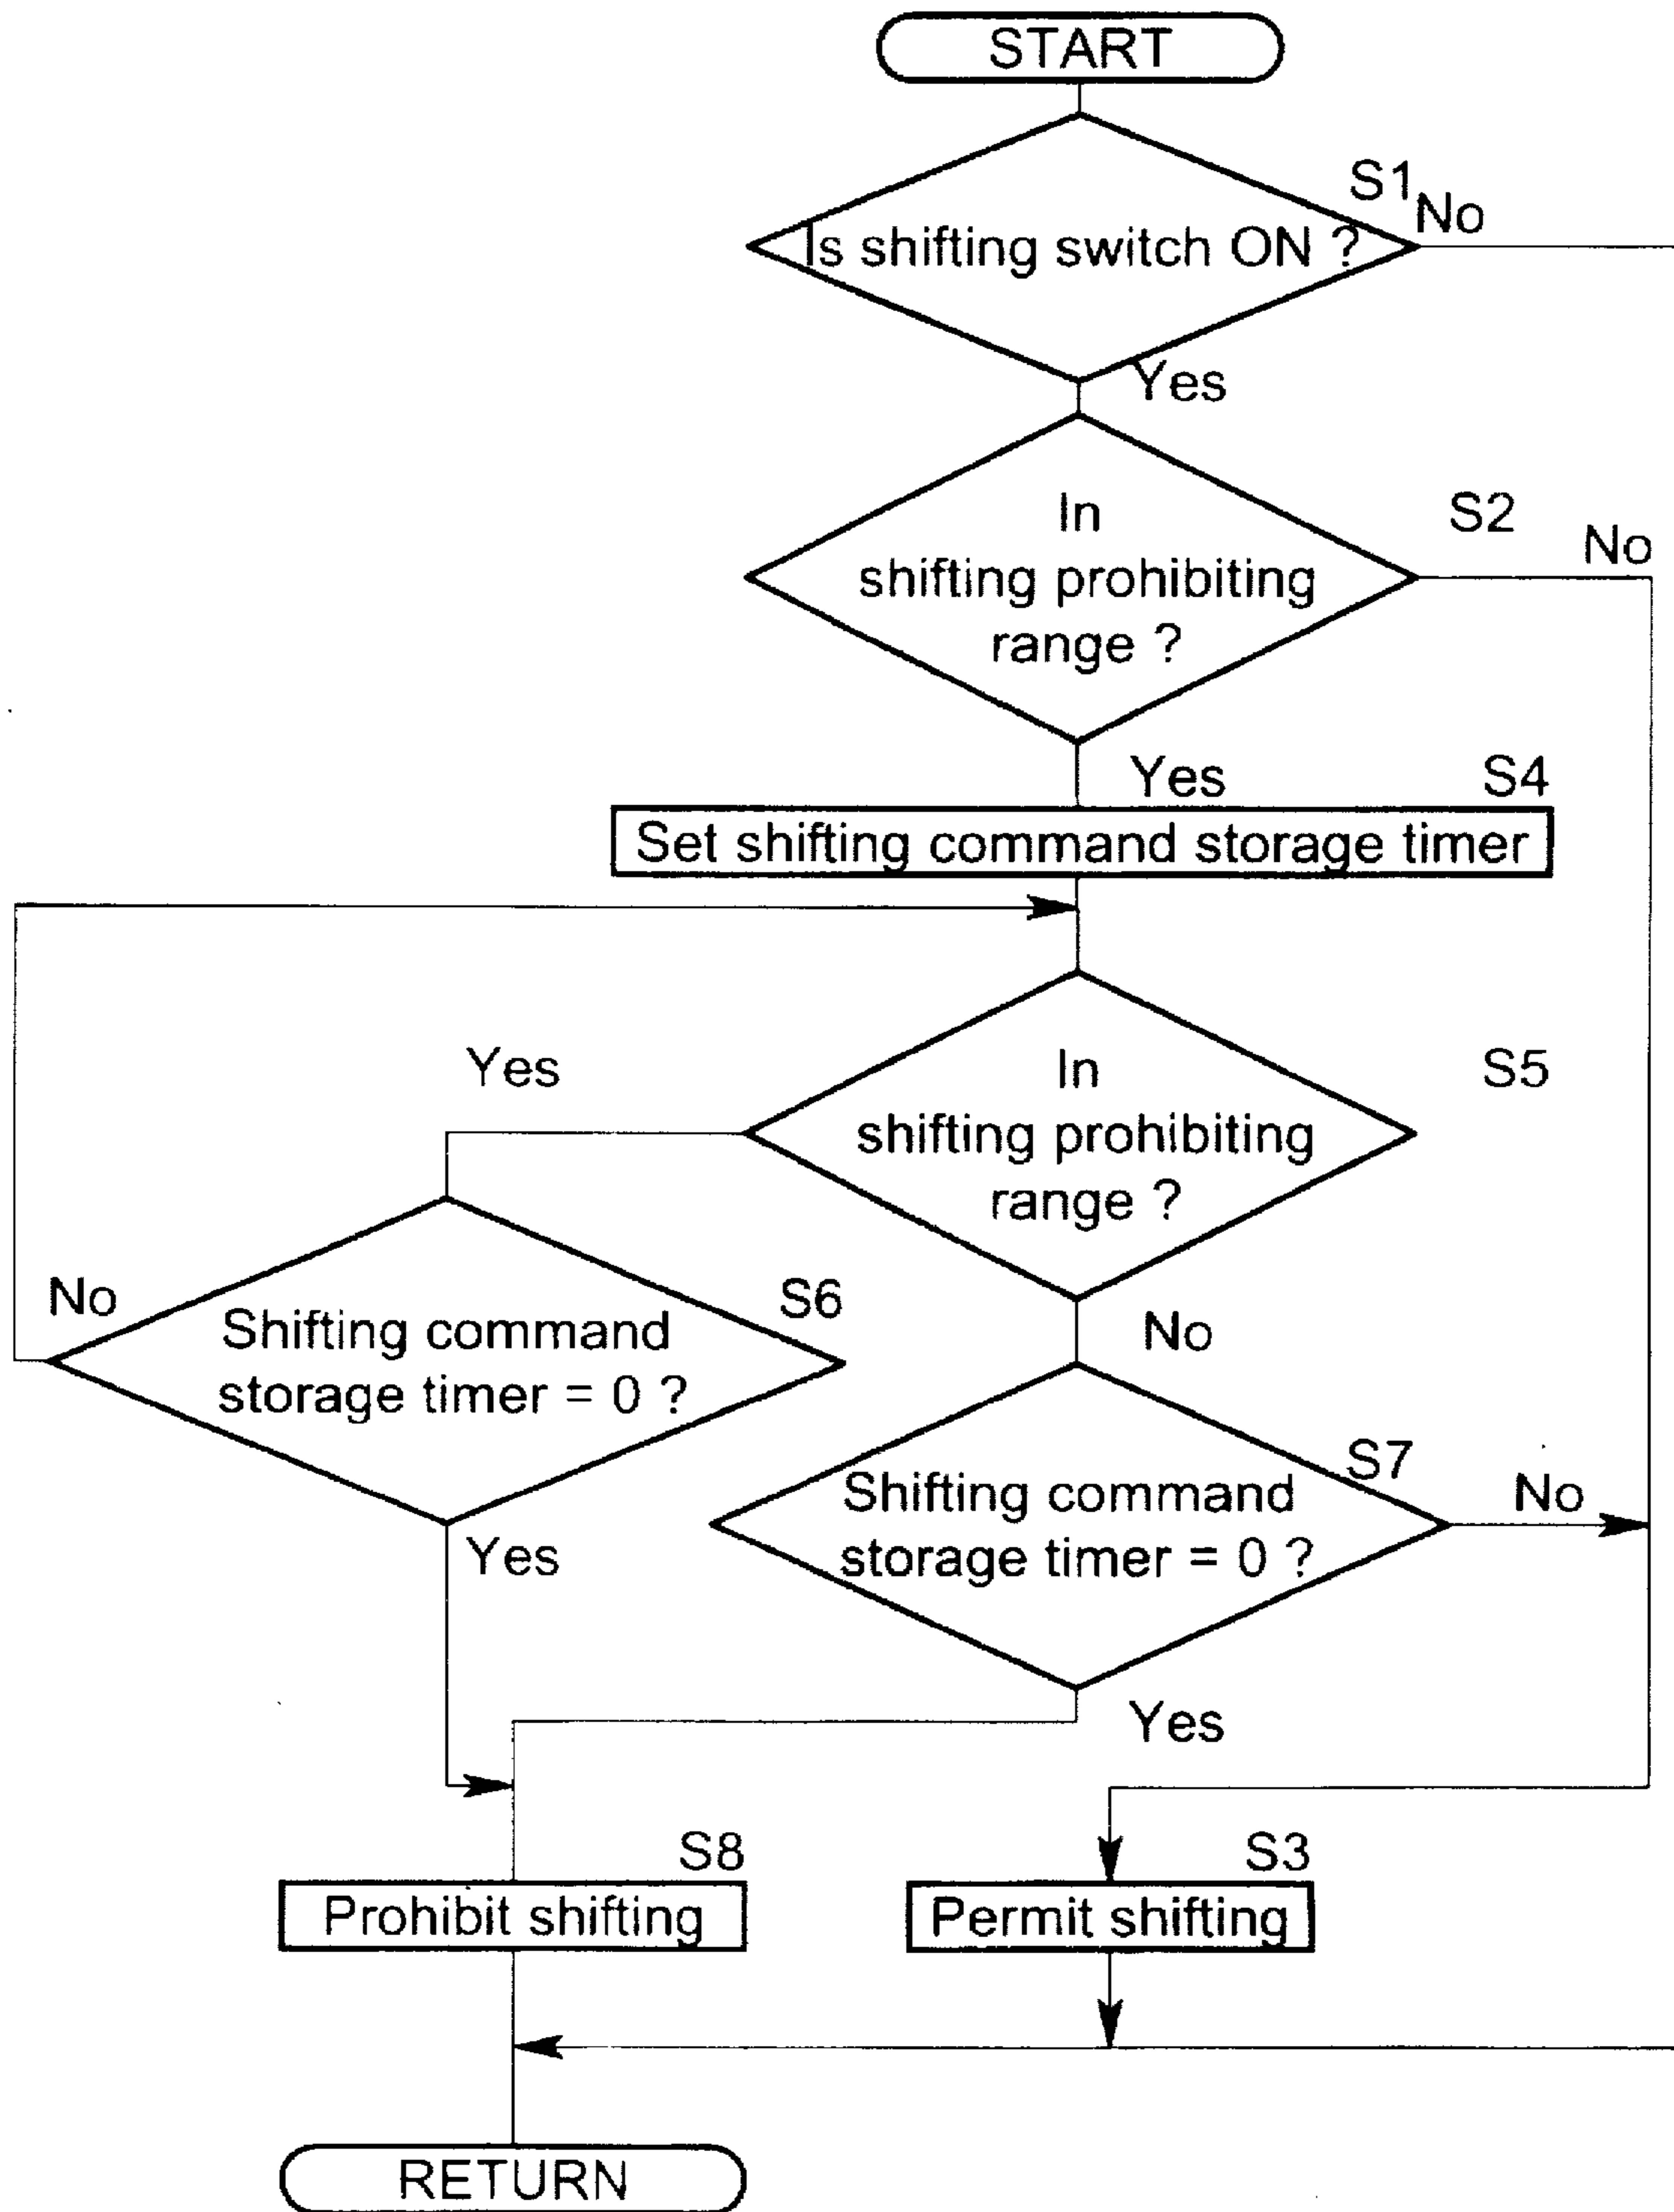 START
S1
No
Is shifting switch ON ?
Yes
In
shifting prohibiting
range ?
S2
No
Yes
S4
Set shifting command storage timer
Yes
In
shifting prohibiting
range ?
S5
No
S6
Shifting command
storage timer = 0 ?
No
S7
Shifting command
storage timer = 0 ?
No
Yes
Yes
S8
Prohibit shifting
S3
Permit shifting
RETURN